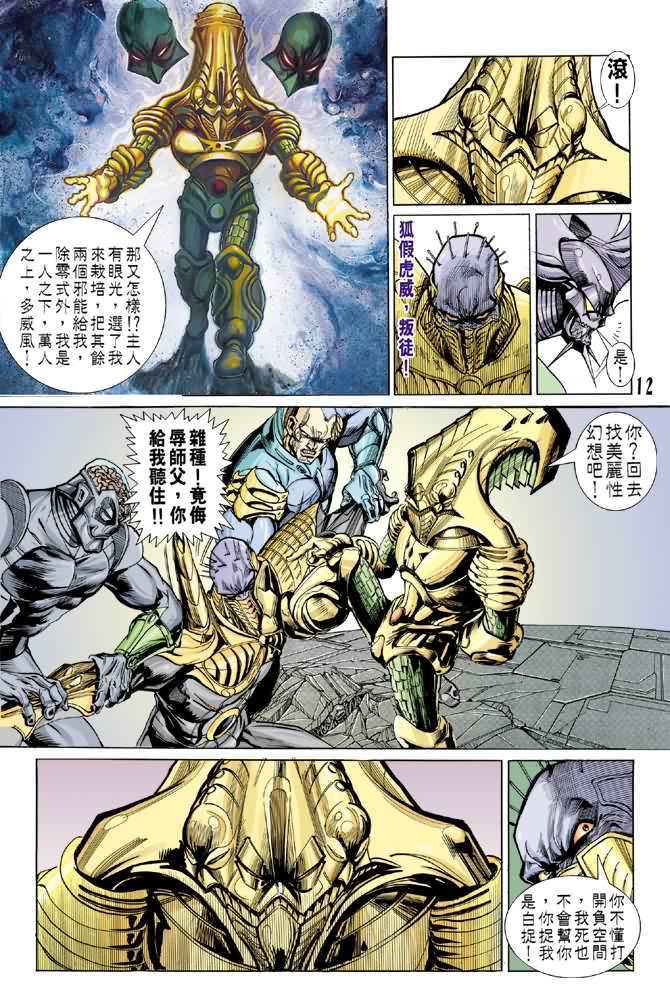 滾！
是！
狐假虎威，叛徒！
那又怎樣!?主人
有眼光，選了我
來栽培，把其餘
兩個邪能給我，
除零式外，我是
一人之下，萬人
之上，多威風！
12
你？回去
找美麗性
幻想吧！
雜種！竟侮
辱師父，你
給我聽住!!
你不懂打
開負空間
，我死也
不會幫你
，你捉我
是白捉！